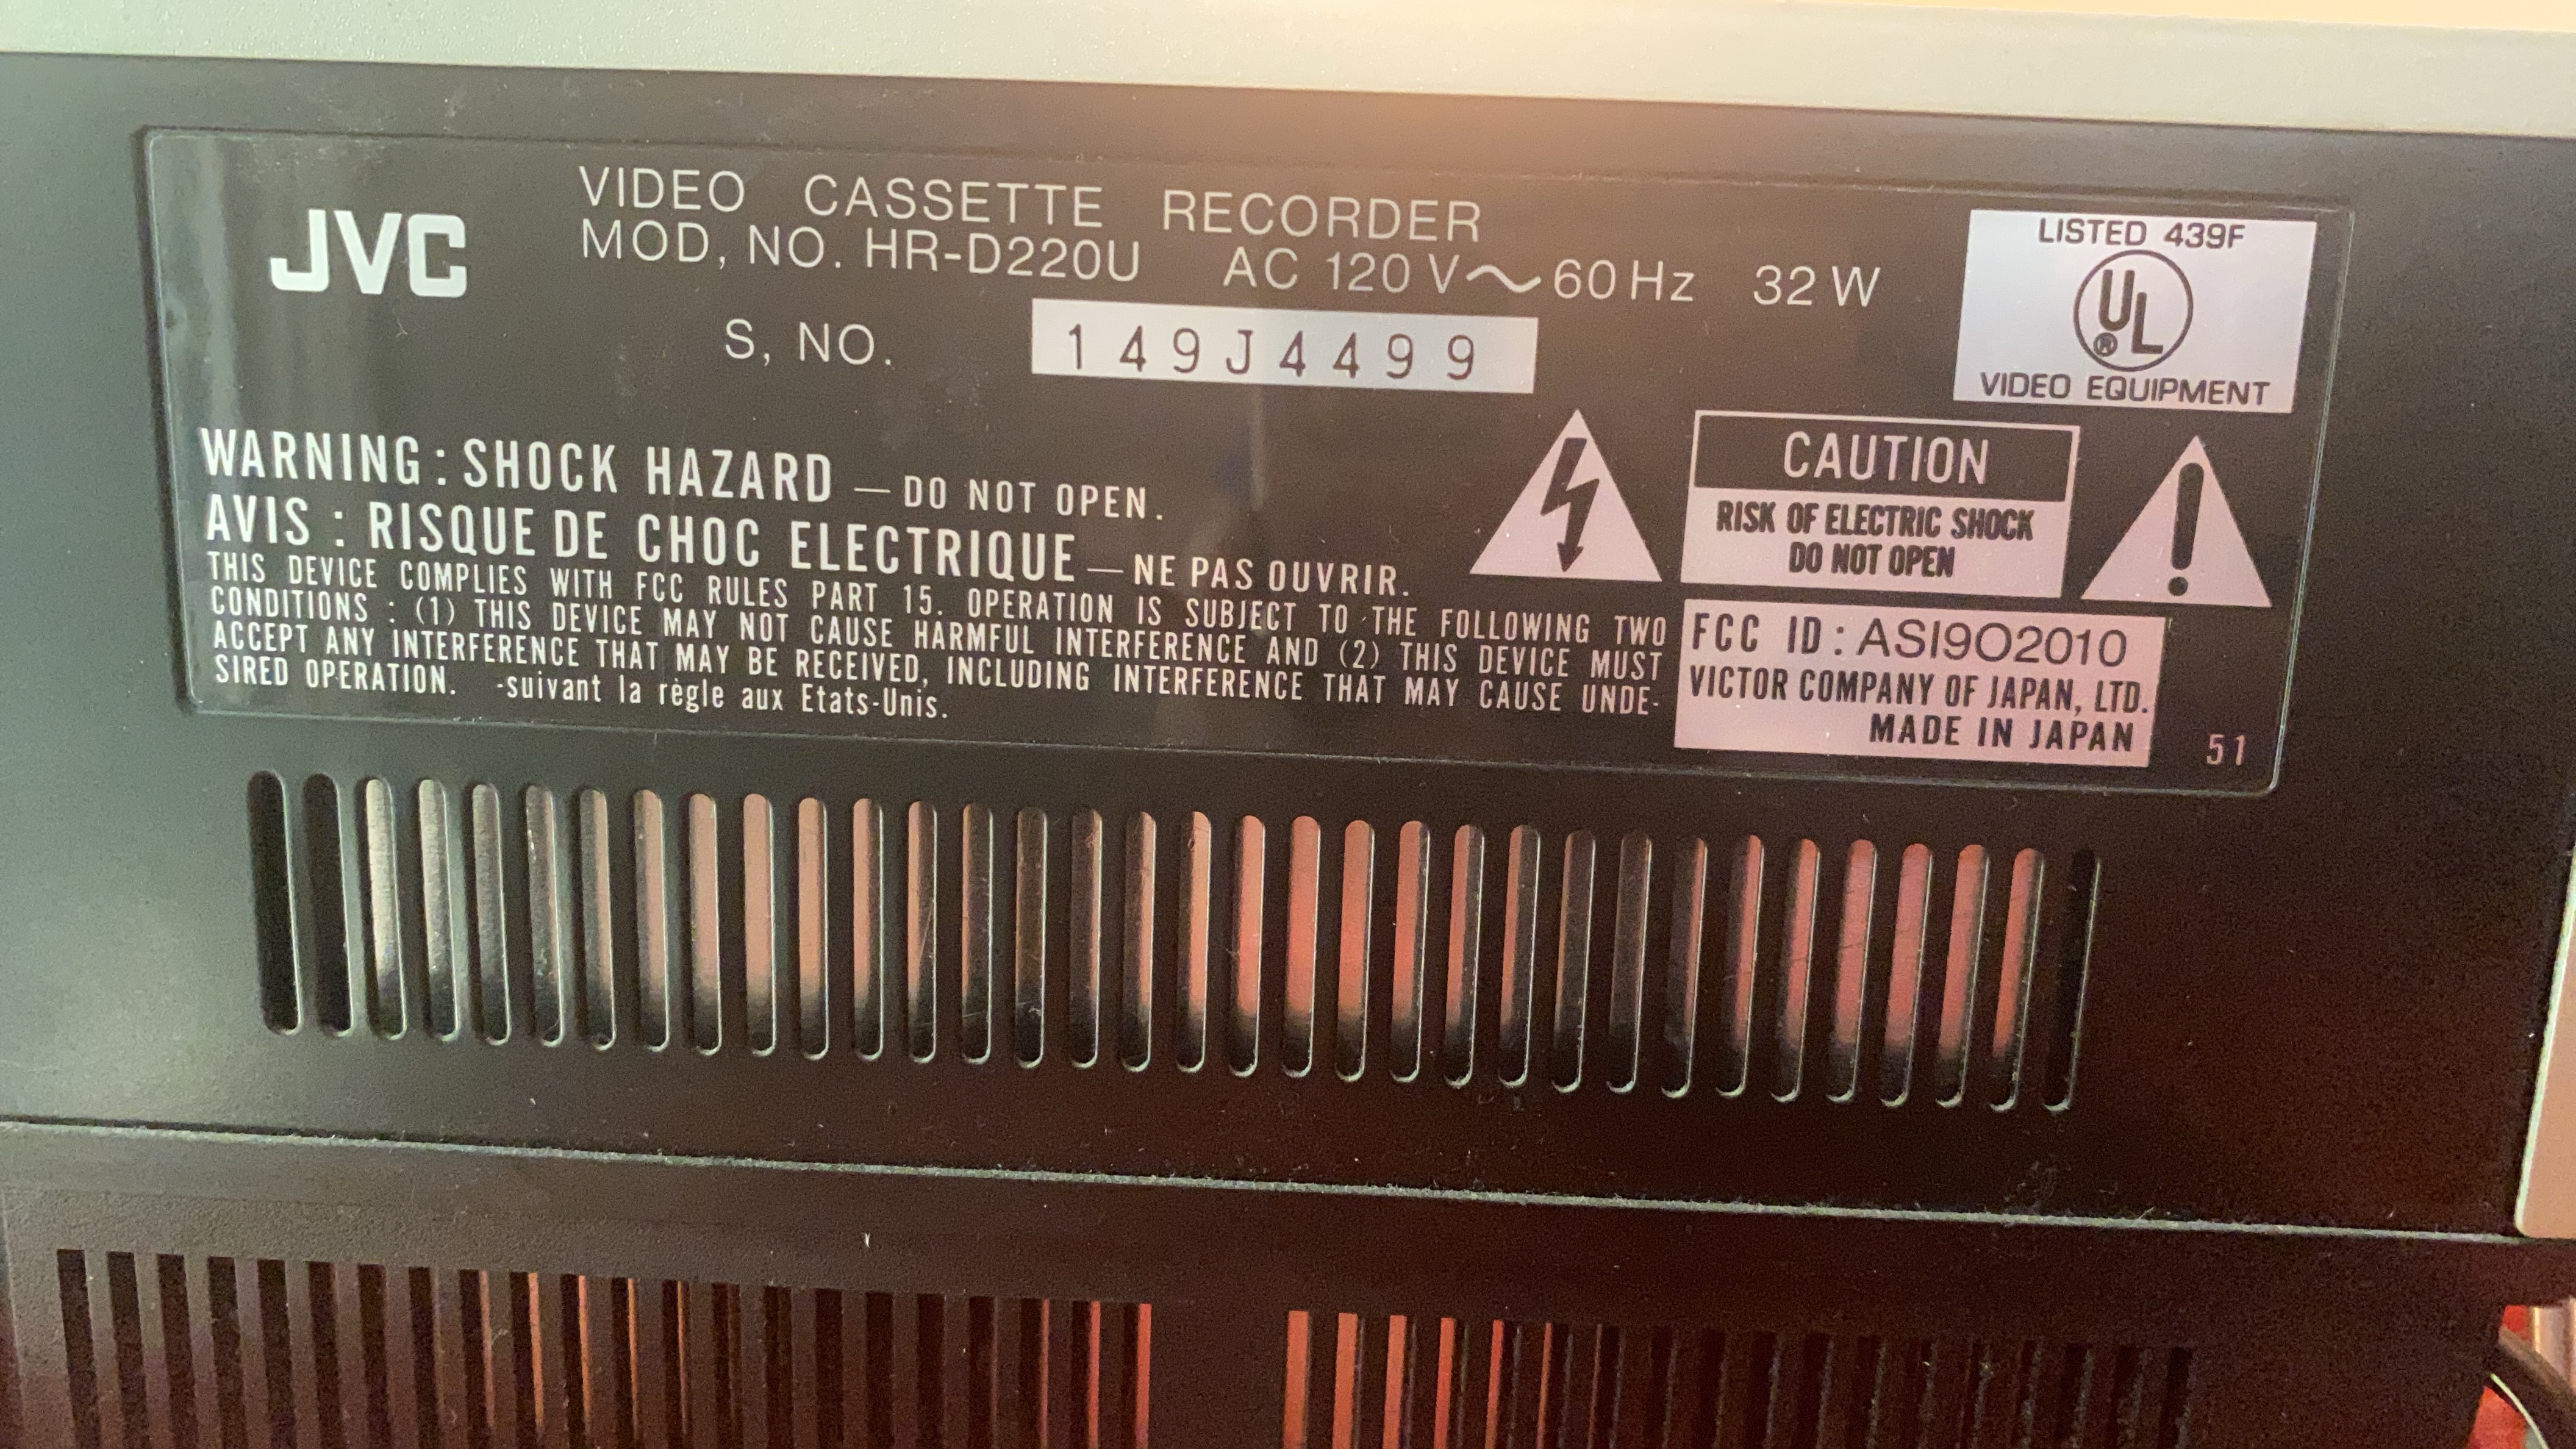 JVC
VIDEO CASSETTE RECORDER
MOD, NO. HR-D220U AC 120 V~60 Hz 32 W
S, NO. 149J4499
LISTED 439F
UL ®
VIDEO EQUIPMENT
WARNING : SHOCK HAZARD — DO NOT OPEN.
AVIS : RISQUE DE CHOC ELECTRIQUE — NE PAS OUVRIR.
THIS DEVICE COMPLIES WITH FCC RULES PART 15. OPERATION IS SUBJECT TO THE FOLLOWING TWO
CONDITIONS : (1) THIS DEVICE MAY NOT CAUSE HARMFUL INTERFERENCE AND (2) THIS DEVICE MUST
ACCEPT ANY INTERFERENCE THAT MAY BE RECEIVED, INCLUDING INTERFERENCE THAT MAY CAUSE UNDE-
SIRED OPERATION. -suivant la règle aux Etats-Unis.
CAUTION
RISK OF ELECTRIC SHOCK
DO NOT OPEN
FCC ID : ASI9O2010
VICTOR COMPANY OF JAPAN, LTD.
MADE IN JAPAN
51